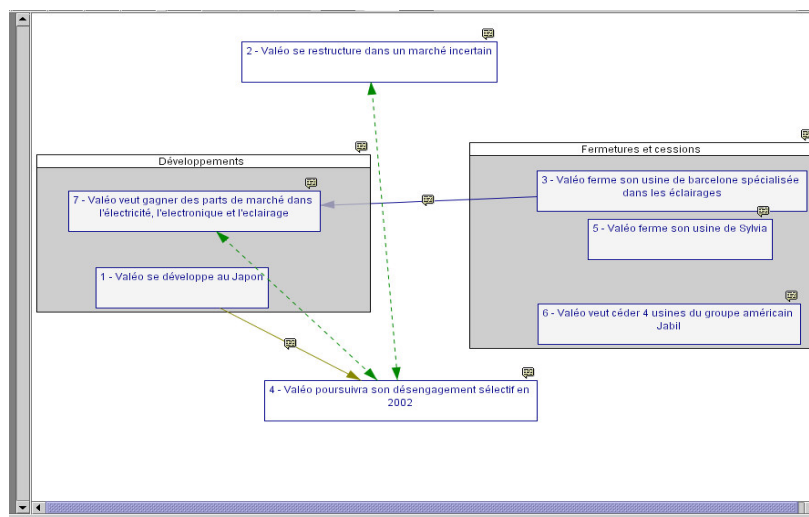 2 - Valéo se restructure dans un marché incertain
Développements
7 - Valéo veut gagner des parts de marché dans
l'électricité, l'electronique et l'eclairage
1 - Valéo se développe au Japon
Fermetures et cessions
3 - Valéo ferme son usine de barcelone spécialisée
dans les éclairages
5 - Valéo ferme son usine de Sylvia
6 - Valéo veut céder 4 usines du groupe américain
Jabil
4 - Valéo poursuivra son désengagement sélectif en
2002